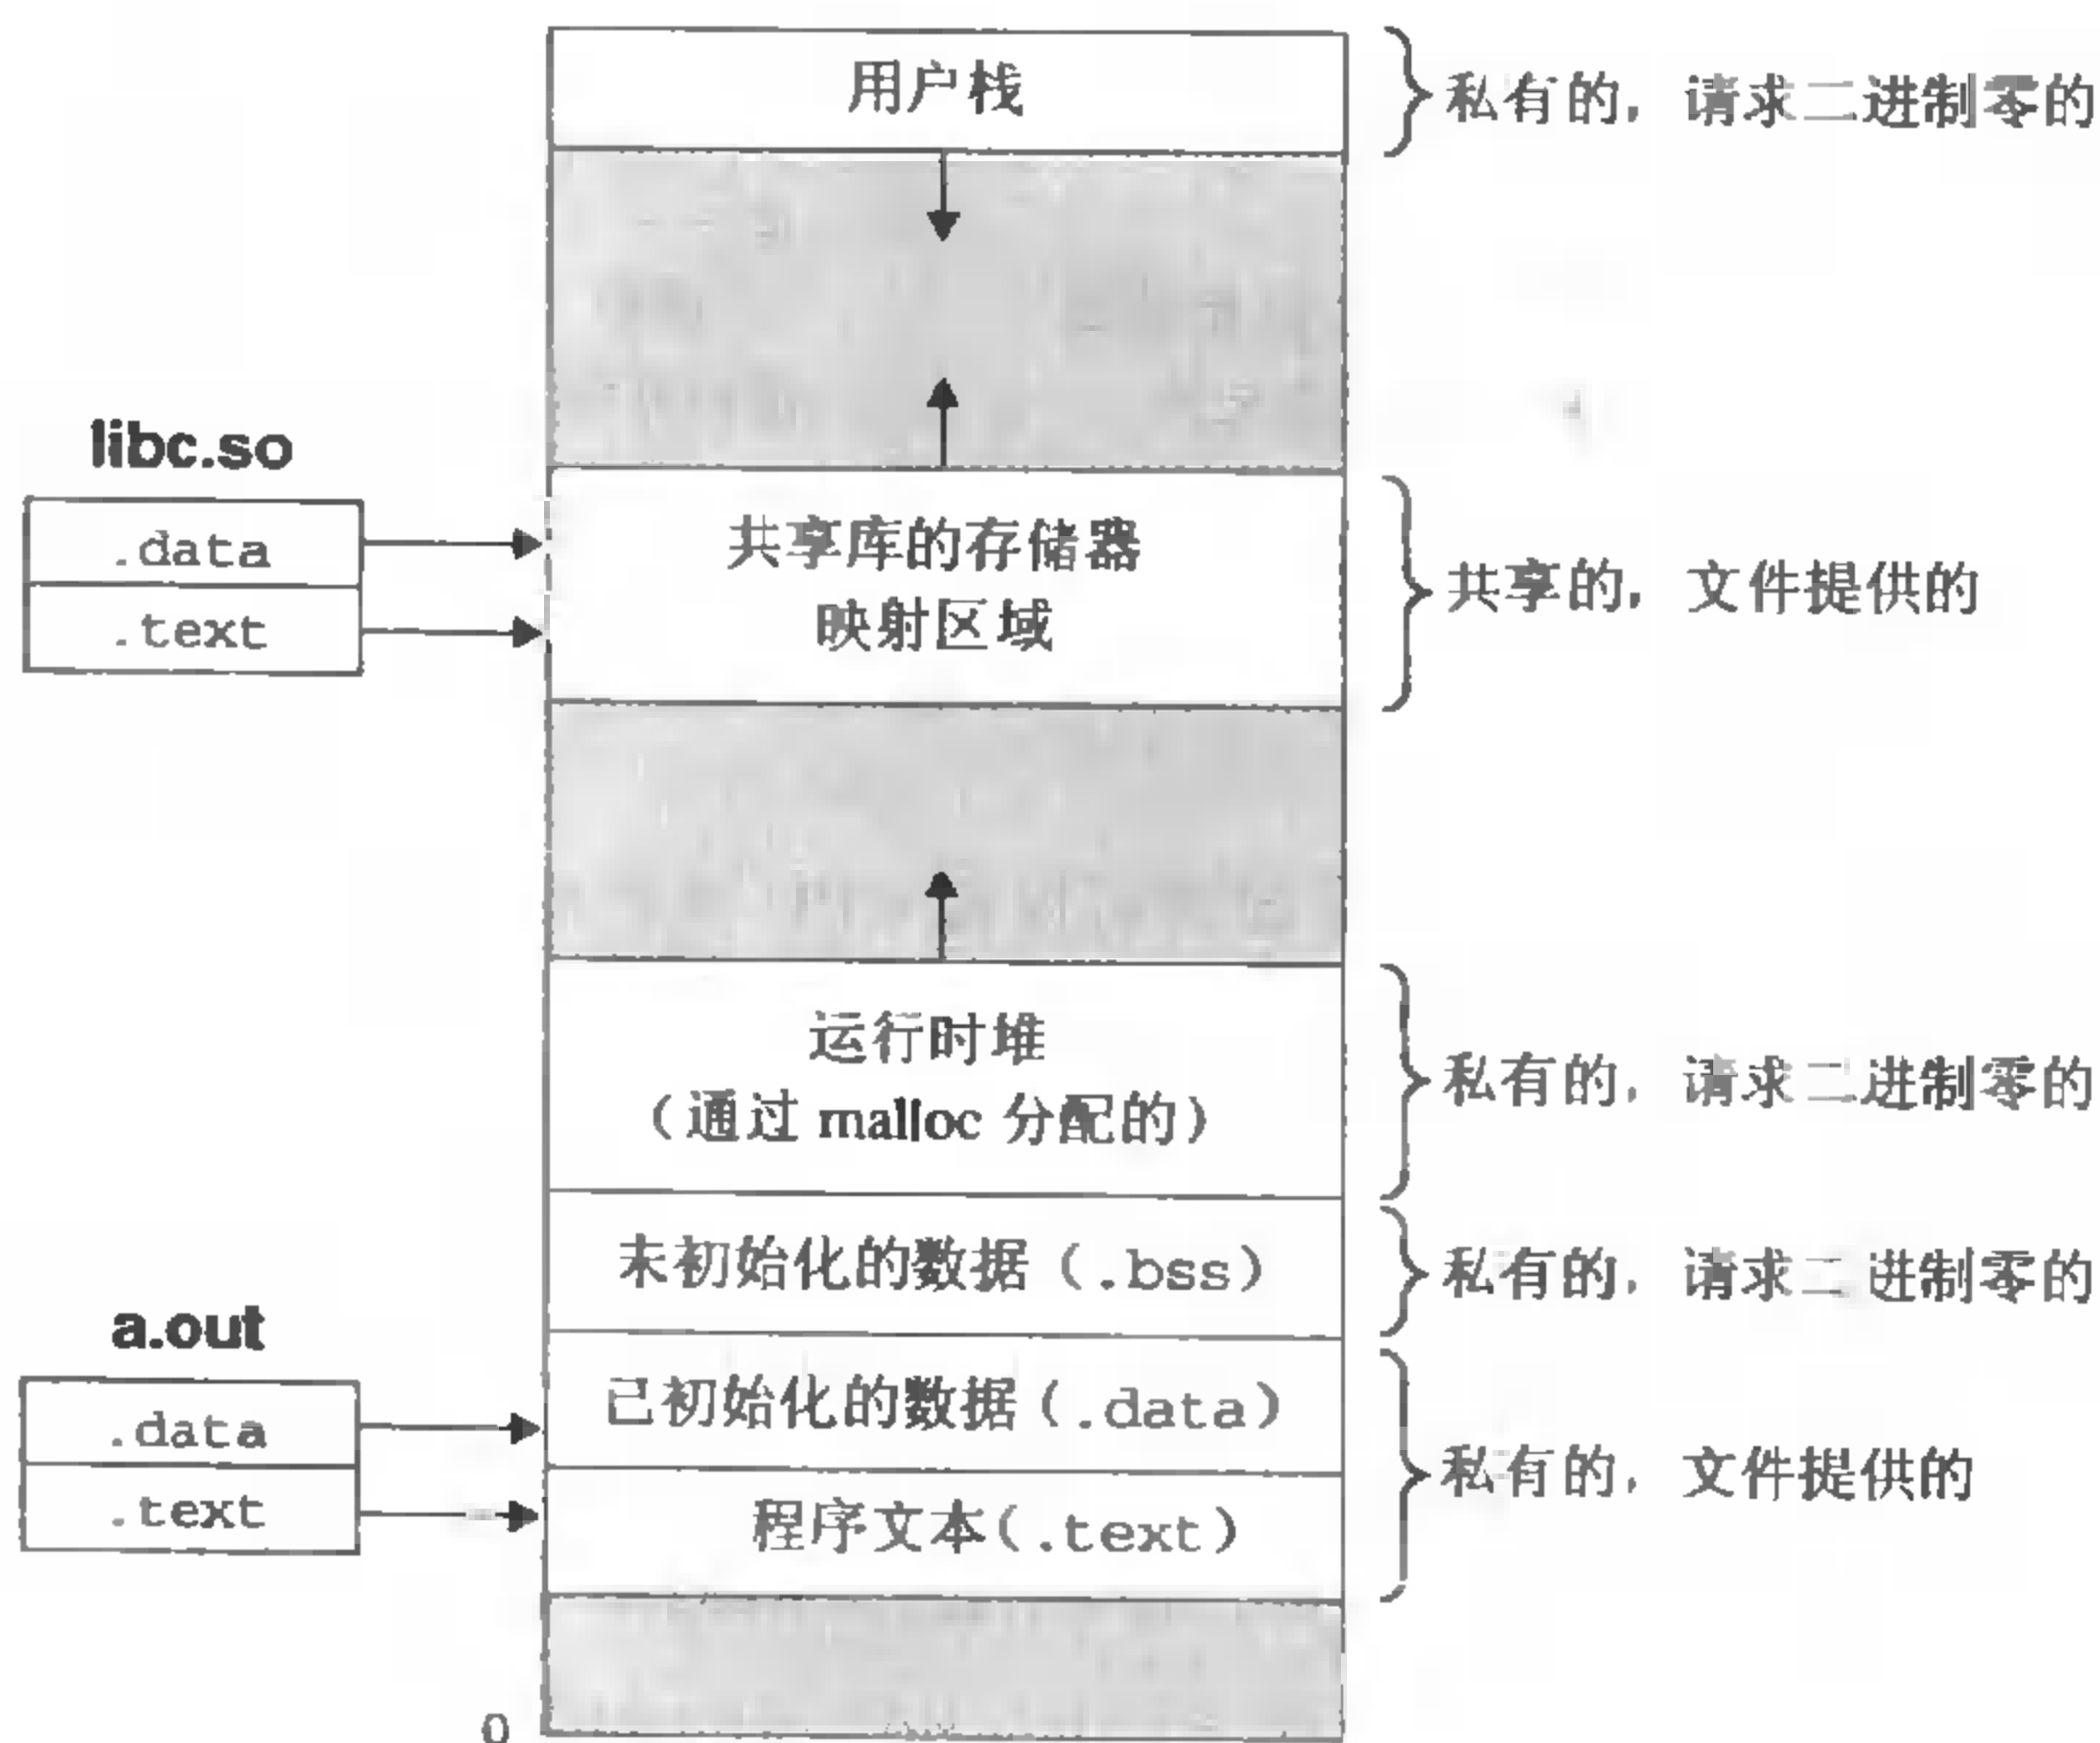 用户栈
私有的，请求二进制零的
libc.so
.data
.text
共享库的存储器
映射区域
共享的，文件提供的
运行时堆
（通过 malloc 分配的）
私有的，请求二进制零的
未初始化的数据（.bss）
私有的，请求二进制零的
a.out
.data
.text
已初始化的数据（.data）
程序文本(.text)
私有的，文件提供的
0